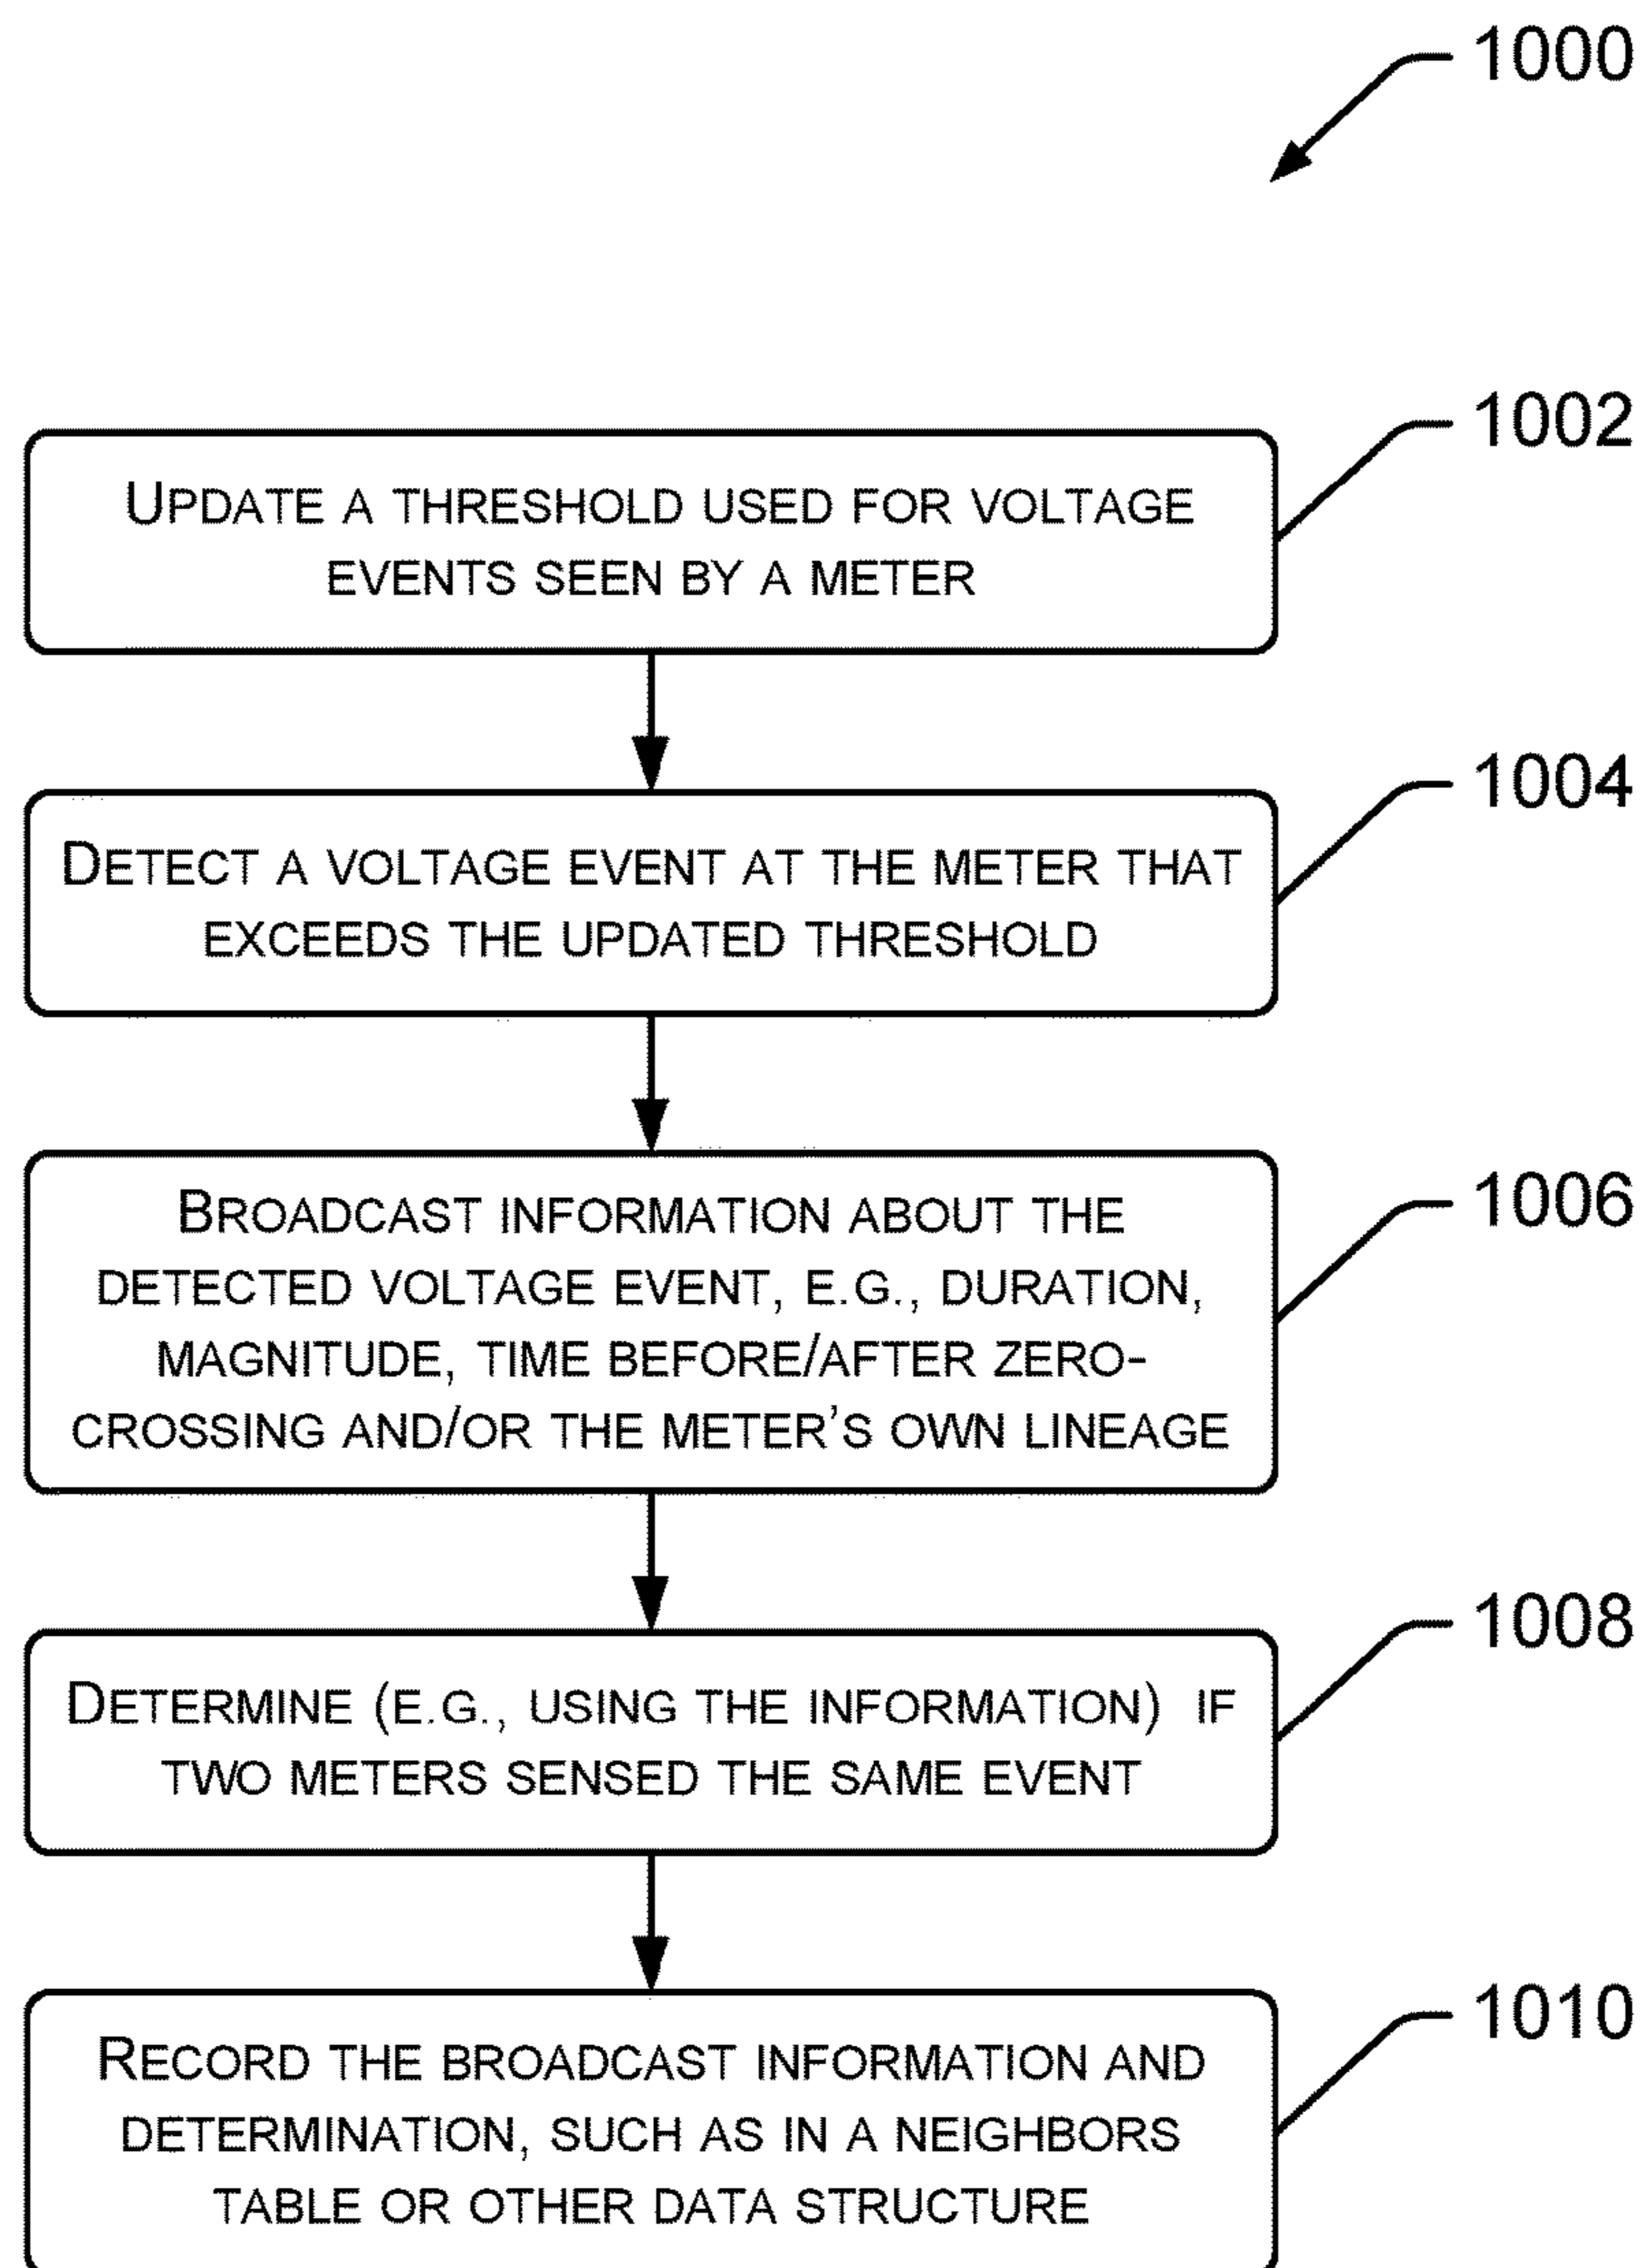 1000
1002
UPDATE A THRESHOLD USED FOR VOLTAGE
EVENTS SEEN BY A METER
1004
DETECT A VOLTAGE EVENT AT THE METER THAT
EXCEEDS THE UPDATED THRESHOLD
1006
BROADCAST INFORMATION ABOUT THE
DETECTED VOLTAGE EVENT, E.G., DURATION,
MAGNITUDE, TIME BEFORE/AFTER ZERO-
CROSSING AND/OR THE METER'S OWN LINEAGE
1008
DETERMINE (E.G., USING THE INFORMATION) IF
TWO METERS SENSED THE SAME EVENT
1010
RECORD THE BROADCAST INFORMATION AND
DETERMINATION, SUCH AS IN A NEIGHBORS
TABLE OR OTHER DATA STRUCTURE